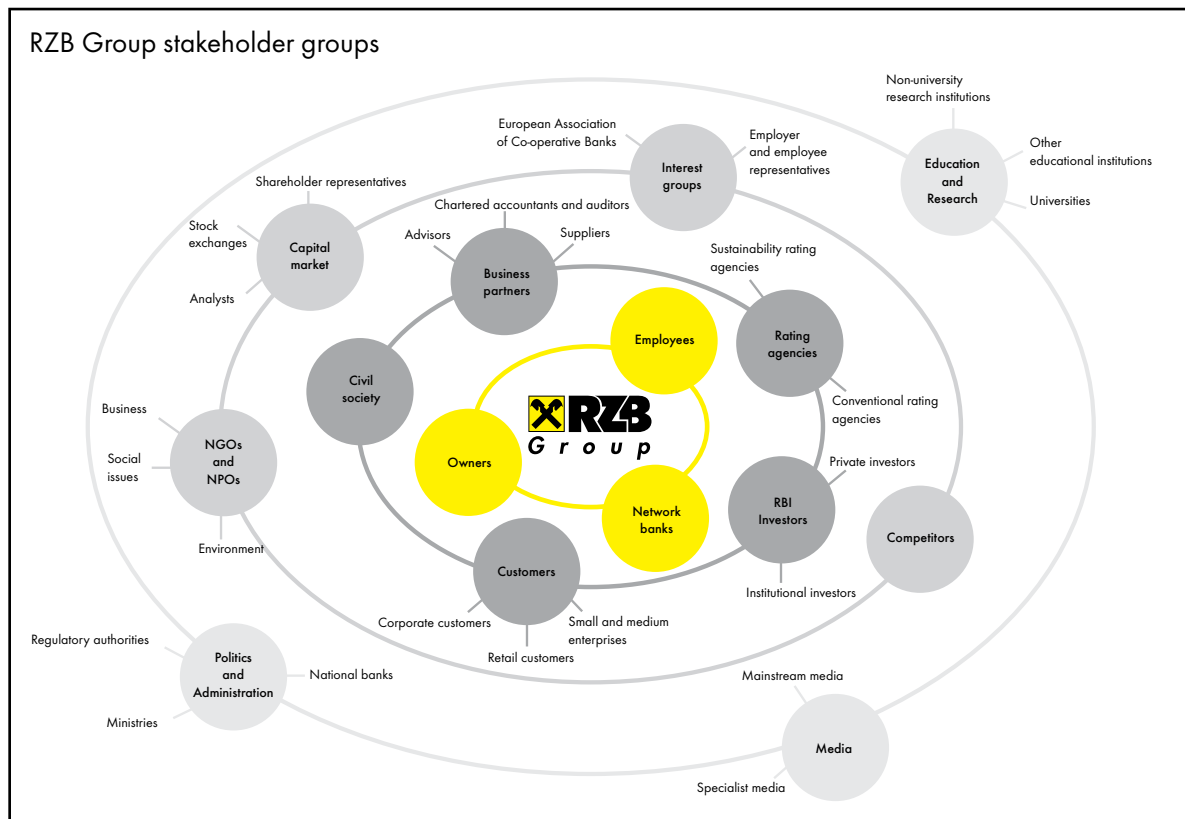 RZB Group stakeholder groups
Non-university
research institutions
European Association
of Co-operative Banks
Employer
and employee
representatives
Interest
groups
Education
and
Research
Other
educational institutions
Universities
Shareholder representatives
Stock
exchanges
Capital
market
Analysts
Chartered accountants and auditors
Advisors
Suppliers
Business
partners
Sustainability rating
agencies
Rating
agencies
Conventional rating
agencies
Employees
Civil
society
RZB
Group
Owners
Network
banks
Business
Social
issues
NGOs
and
NPOs
Environment
Private investors
RBI
Investors
Institutional investors
Competitors
Customers
Corporate customers
Small and medium
enterprises
Retail customers
Regulatory authorities
Politics
and
Administration
National banks
Ministries
Mainstream media
Media
Specialist media